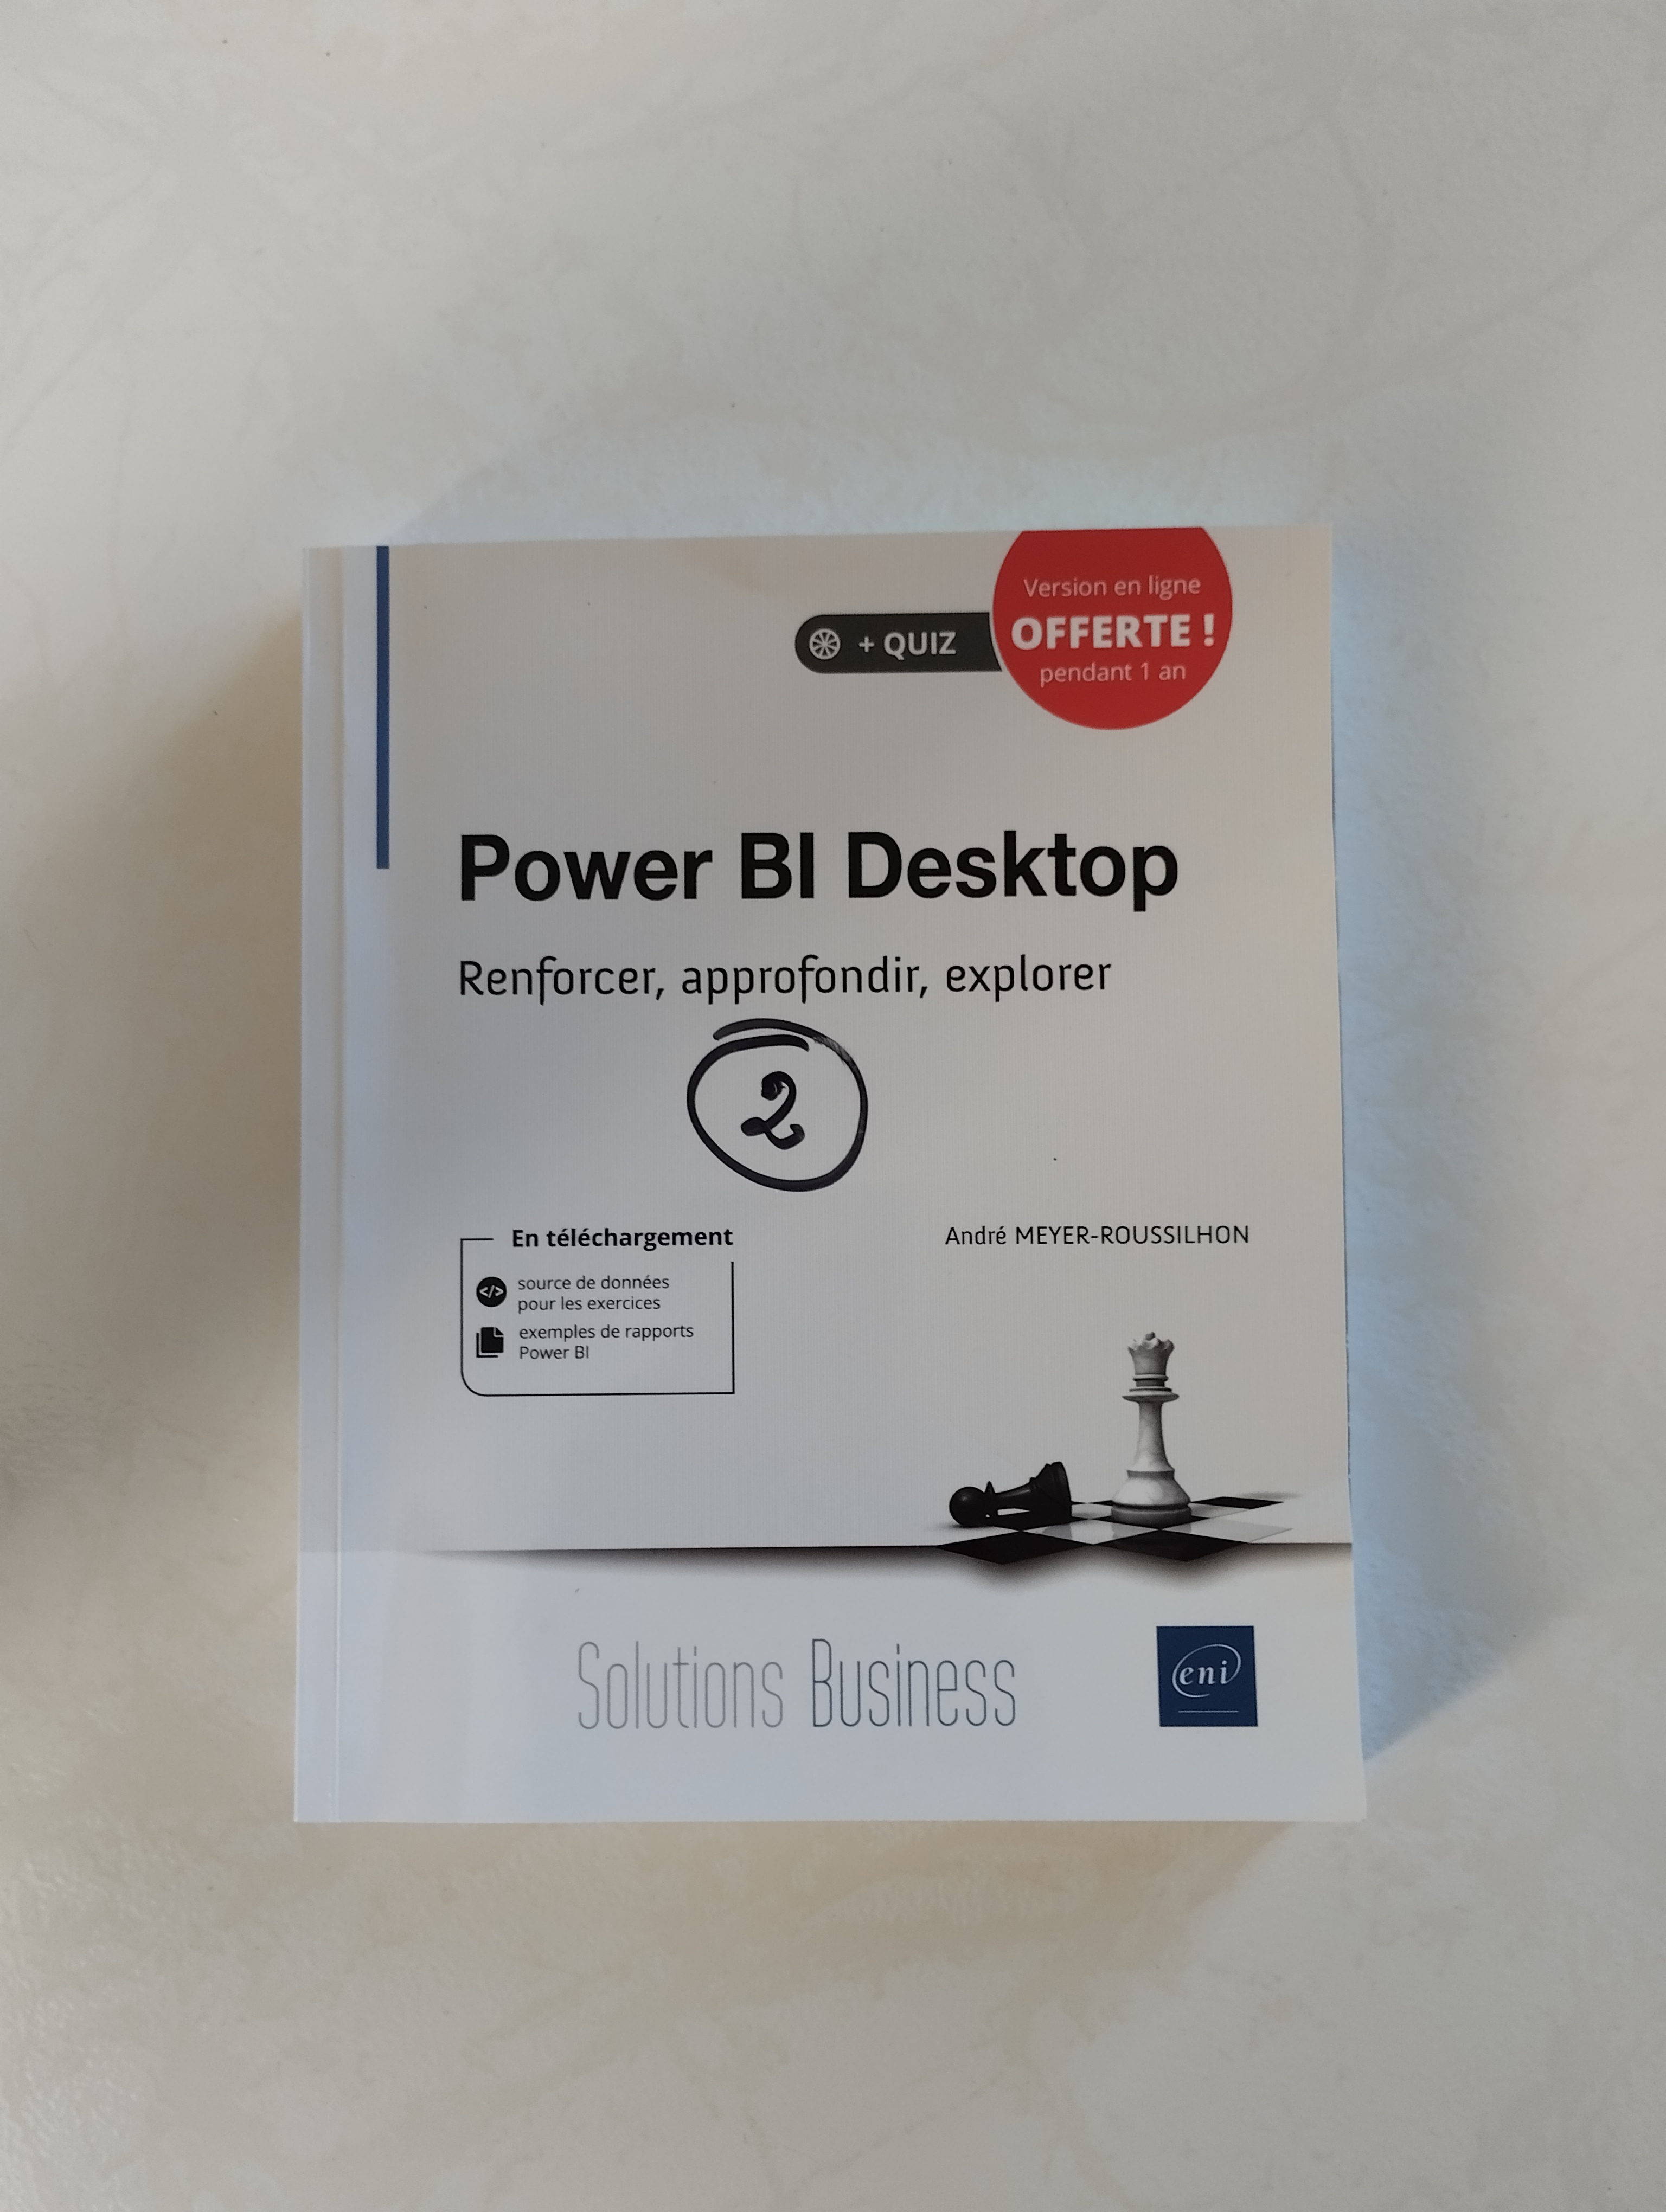 Version en ligne
OFFERTE !
pendant 1 an
+ QUIZ
Power BI Desktop
Renforcer, approfondir, explorer
2
En téléchargement
</>
source de données
pour les exercices
exemples de rapports
Power BI
André MEYER-ROUSSILHON
Solutions Business
eni